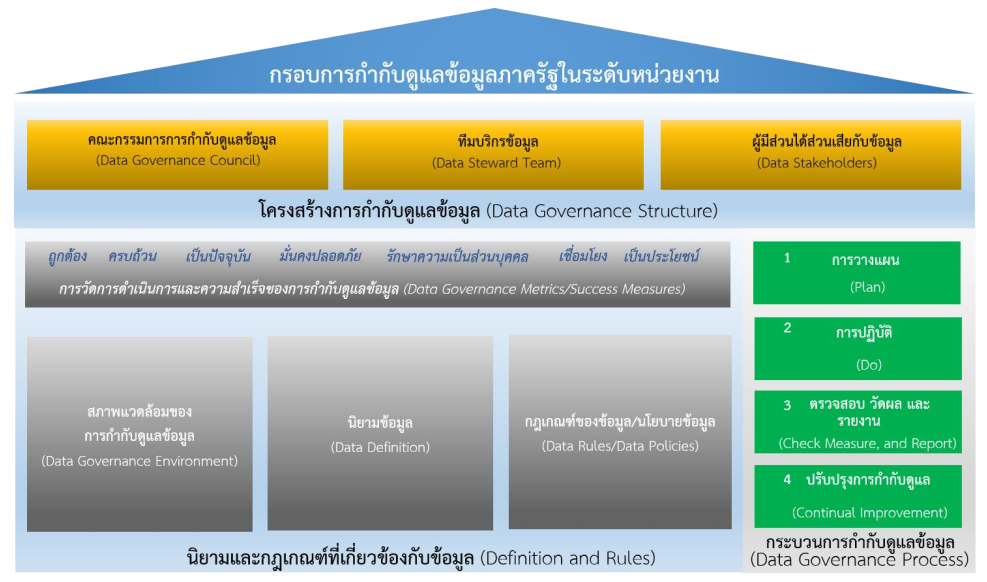 กรอบการกำกับดูแลข้อมูลภาครัฐในระดับหน่วยงาน
คณะกรรมการการกำกับดูแลข้อมูล
(Data Governance Council)
ทีมบริกรข้อมูล
(Data Steward Team)
ผู้มีส่วนได้ส่วนเสียกับข้อมูล
(Data Stakeholders)
โครงสร้างการกำกับดูแลข้อมูล (Data Governance Structure)
ถูกต้อง ครบถ้วน เป็นปัจจุบัน มั่นคงปลอดภัย รักษาความเป็นส่วนบุคคล เชื่อมโยง เป็นประโยชน์
การวัดการดำเนินการและความสำเร็จของการกำกับดูแลข้อมูล (Data Governance Metrics/Success Measures)
สภาพแวดล้อมของ
การกำกับดูแลข้อมูล
(Data Governance Environment)
นิยามข้อมูล
(Data Definition)
กฎเกณฑ์ของข้อมูล/นโยบายข้อมูล
(Data Rules/Data Policies)
นิยามและกฎเกณฑ์ที่เกี่ยวข้องกับข้อมูล (Definition and Rules)
1 การวางแผน
(Plan)
2 การปฏิบัติ
(Do)
3 ตรวจสอบ วัดผล และ
รายงาน
(Check Measure, and Report)
4 ปรับปรุงการกำกับดูแล
(Continual Improvement)
กระบวนการกำกับดูแลข้อมูล
(Data Governance Process)